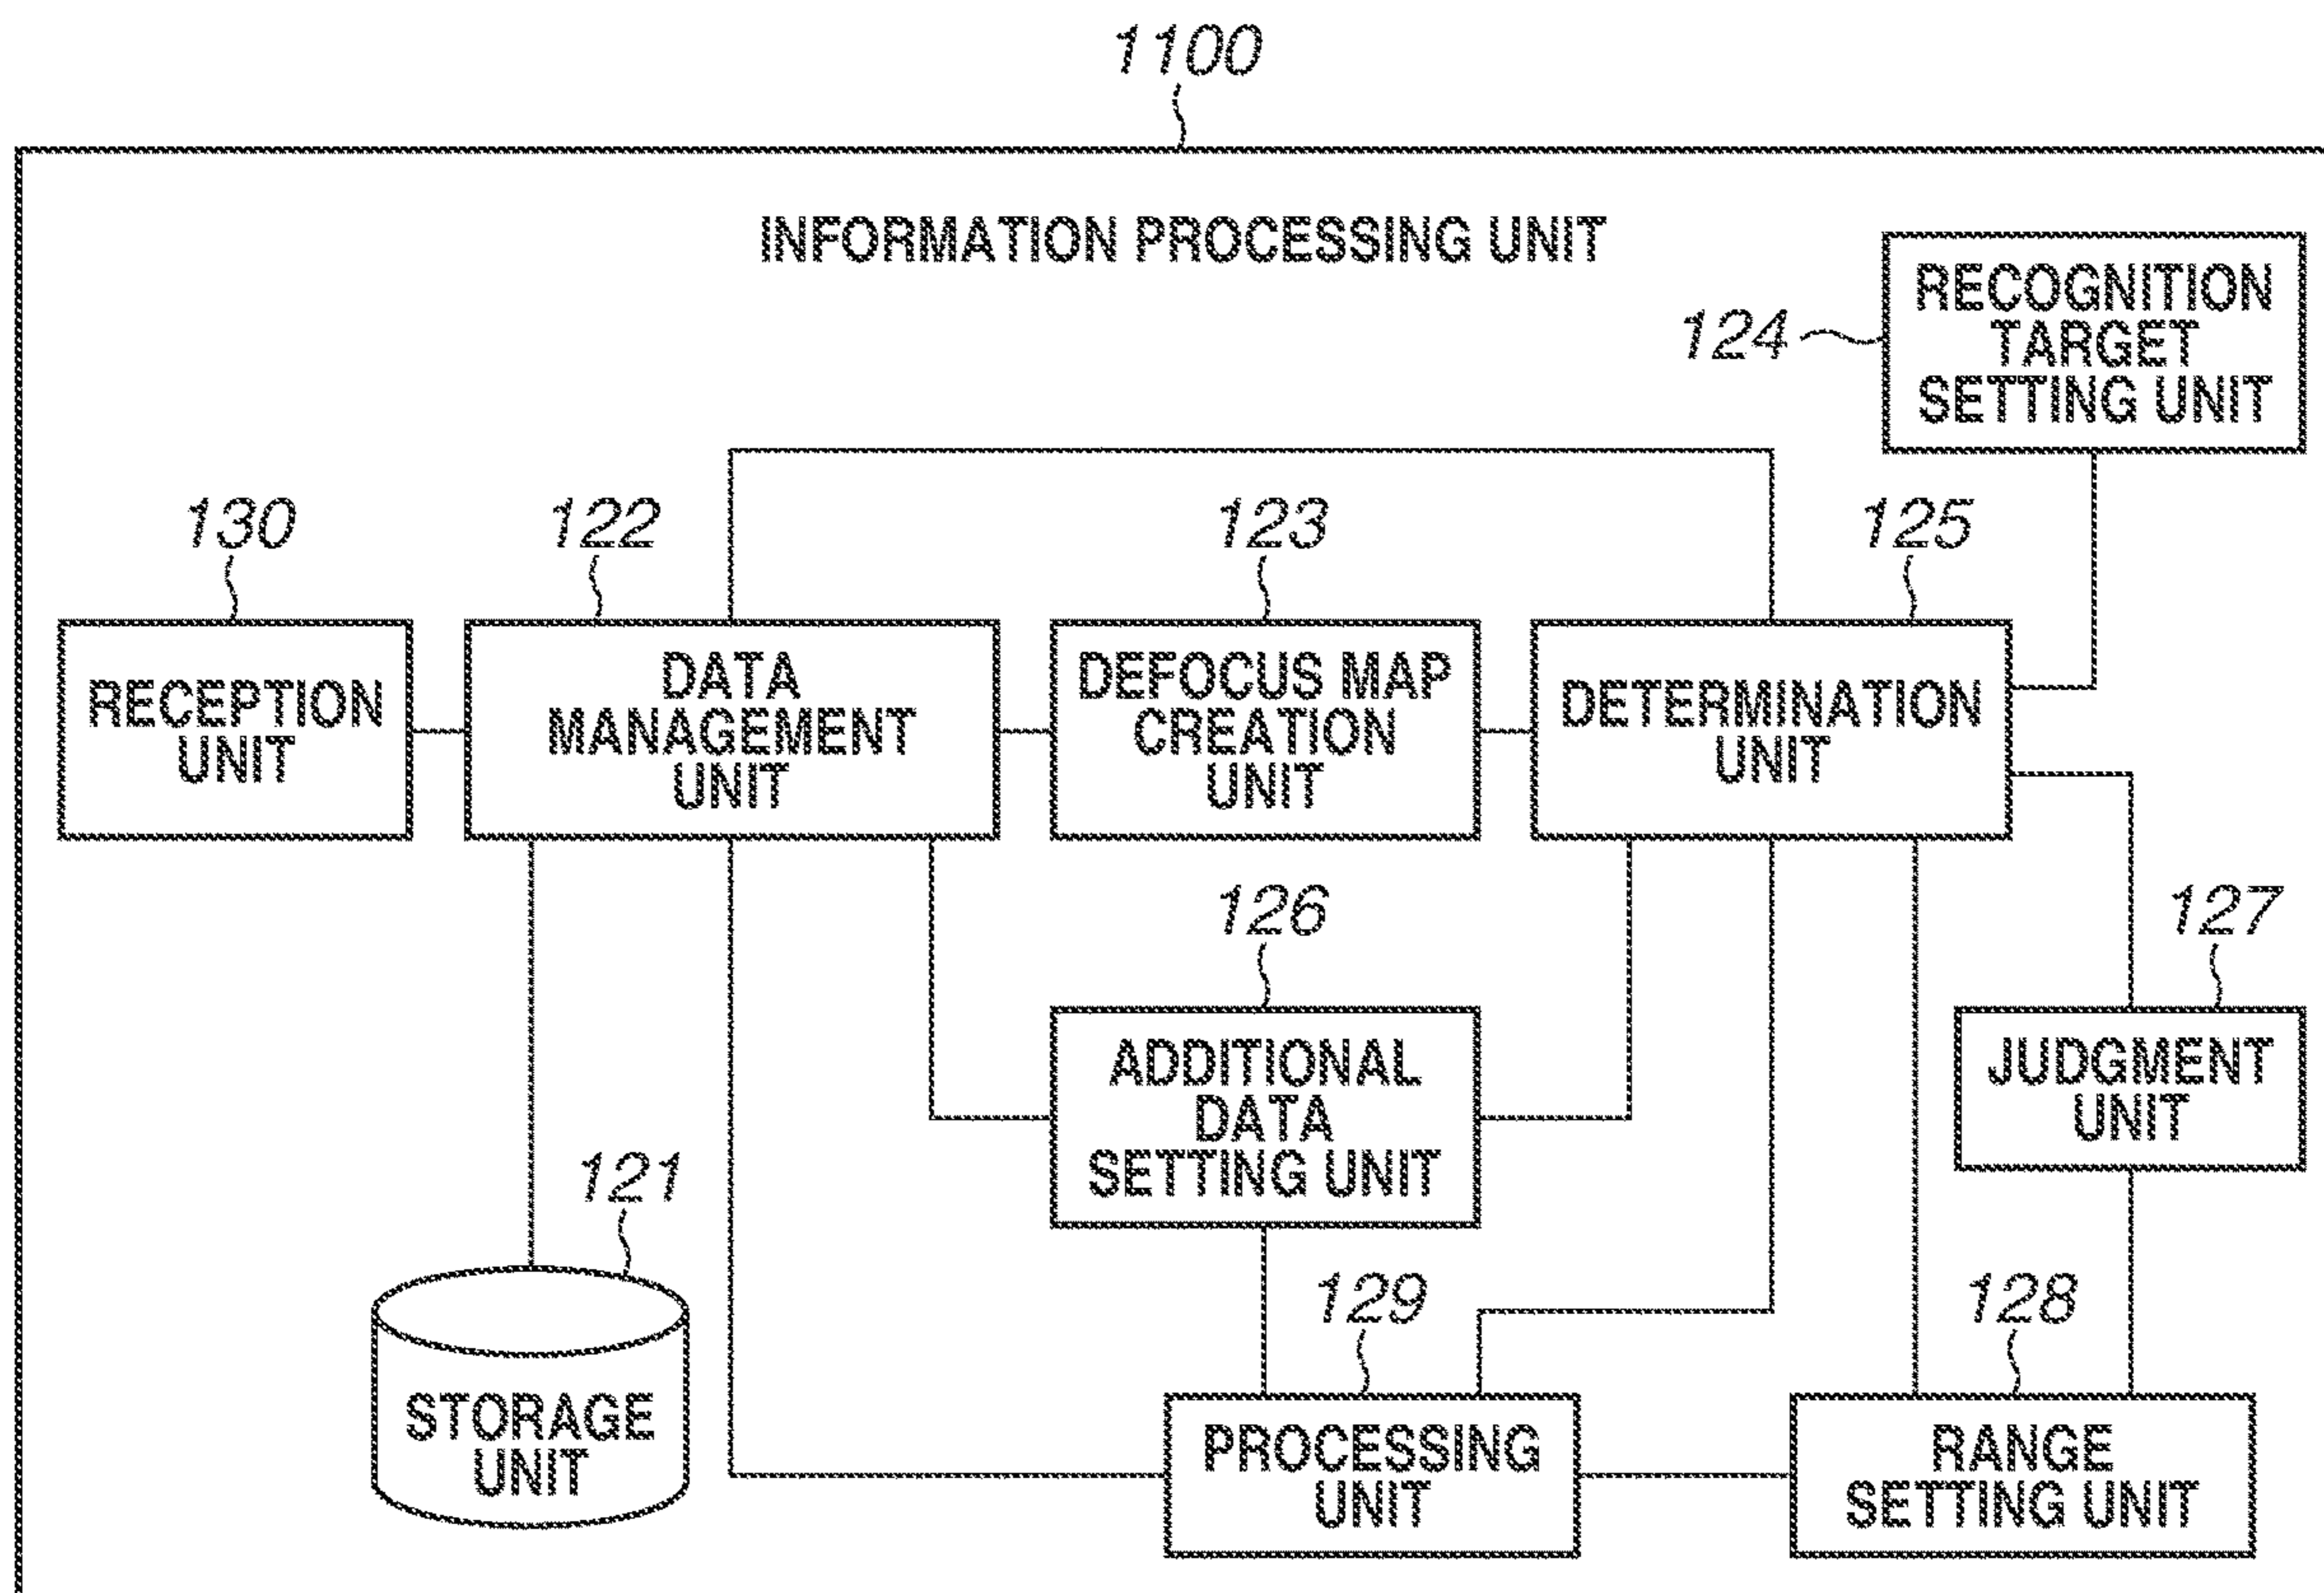 1100
INFORMATION PROCESSING UNIT
124
RECOGNITION
TARGET
SETTING UNIT
130
122
123
125
RECEPTION
UNIT
DATA
MANAGEMENT
UNIT
DEFOCUS MAP
CREATION
UNIT
DETERMINATION
UNIT
126
127
ADDITIONAL
DATA
SETTING UNIT
JUDGMENT
UNIT
121
129
128
STORAGE
UNIT
PROCESSING
UNIT
RANGE
SETTING UNIT